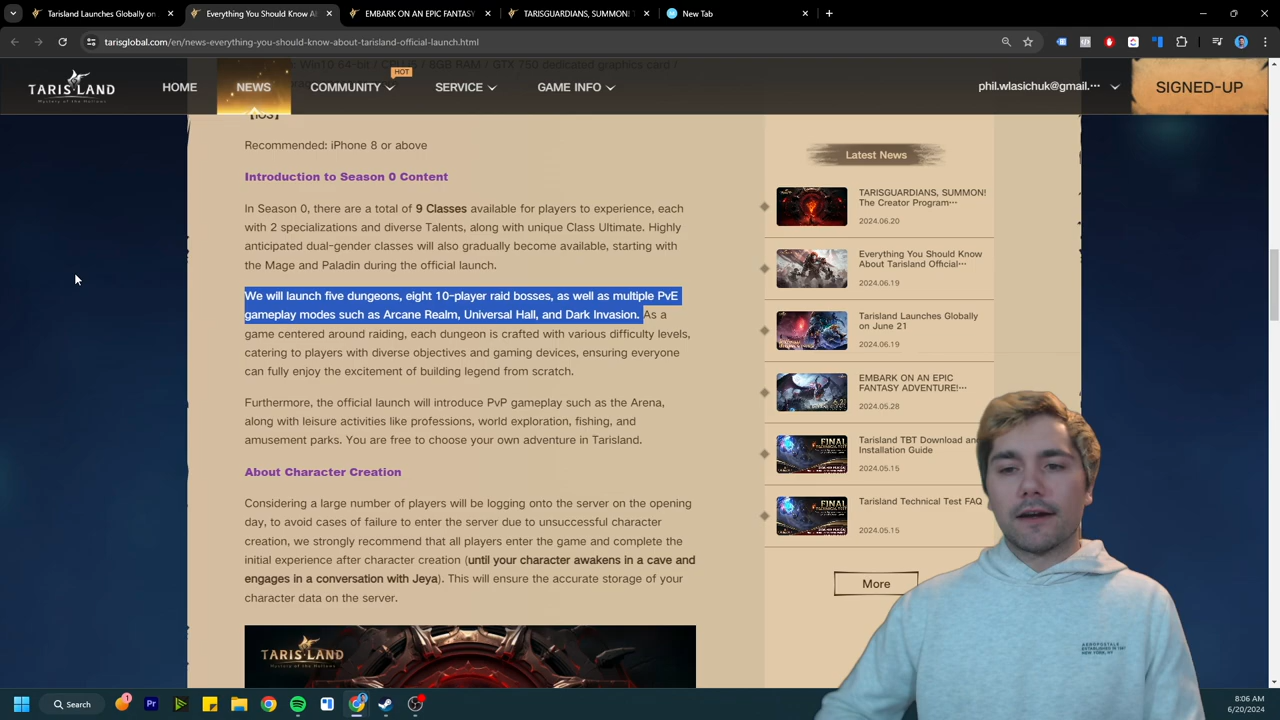 Tarisland Launches Globally on
Everything You Should Know A
EMBARK ON AN EPIC FANTASY
TARISGUARDIANS, SUMMON!
New Tab
tarisglobal.com/en/news-everything-you-should-know-about-tarisland-official-launch.html
Win10 64-bit / CPU i5 / 8GB RAM / GTX 750 dedicated graphics card /
TARISLAND
Mystery of the Hollows
HOME
NEWS
HOT
COMMUNITY
SERVICE
GAME INFO
phil.wlasichuk@gmail.···
SIGNED-UP
【iOS】
Recommended: iPhone 8 or above
Introduction to Season 0 Content
In Season 0, there are a total of 9 Classes available for players to experience, each
with 2 specializations and diverse Talents, along with unique Class Ultimate. Highly
anticipated dual-gender classes will also gradually become available, starting with
the Mage and Paladin during the official launch.
We will launch five dungeons, eight 10-player raid bosses, as well as multiple PvE
gameplay modes such as Arcane Realm, Universal Hall, and Dark Invasion. As a
game centered around raiding, each dungeon is crafted with various difficulty levels,
catering to players with diverse objectives and gaming devices, ensuring everyone
can fully enjoy the excitement of building legend from scratch.
Furthermore, the official launch will introduce PvP gameplay such as the Arena,
along with leisure activities like professions, world exploration, fishing, and
amusement parks. You are free to choose your own adventure in Tarisland.
About Character Creation
Considering a large number of players will be logging onto the server on the opening
day, to avoid cases of failure to enter the server due to unsuccessful character
creation, we strongly recommend that all players enter the game and complete the
initial experience after character creation (until your character awakens in a cave and
engages in a conversation with Jeya). This will ensure the accurate storage of your
character data on the server.
TARISLAND
Mystery of the Hollows
Latest News
TARISGUARDIANS, SUMMON!
The Creator Program···
2024.06.20
Everything You Should Know
About Tarisland Official···
2024.06.19
Tarisland Launches Globally
on June 21
2024.06.19
EMBARK ON AN EPIC
FANTASY ADVENTURE!···
2024.05.28
Tarisland TBT Download and
Installation Guide
2024.05.15
Tarisland Technical Test FAQ
2024.05.15
More
AEROPOSTALE
Search
1
Pr
8:06 AM
6/20/2024